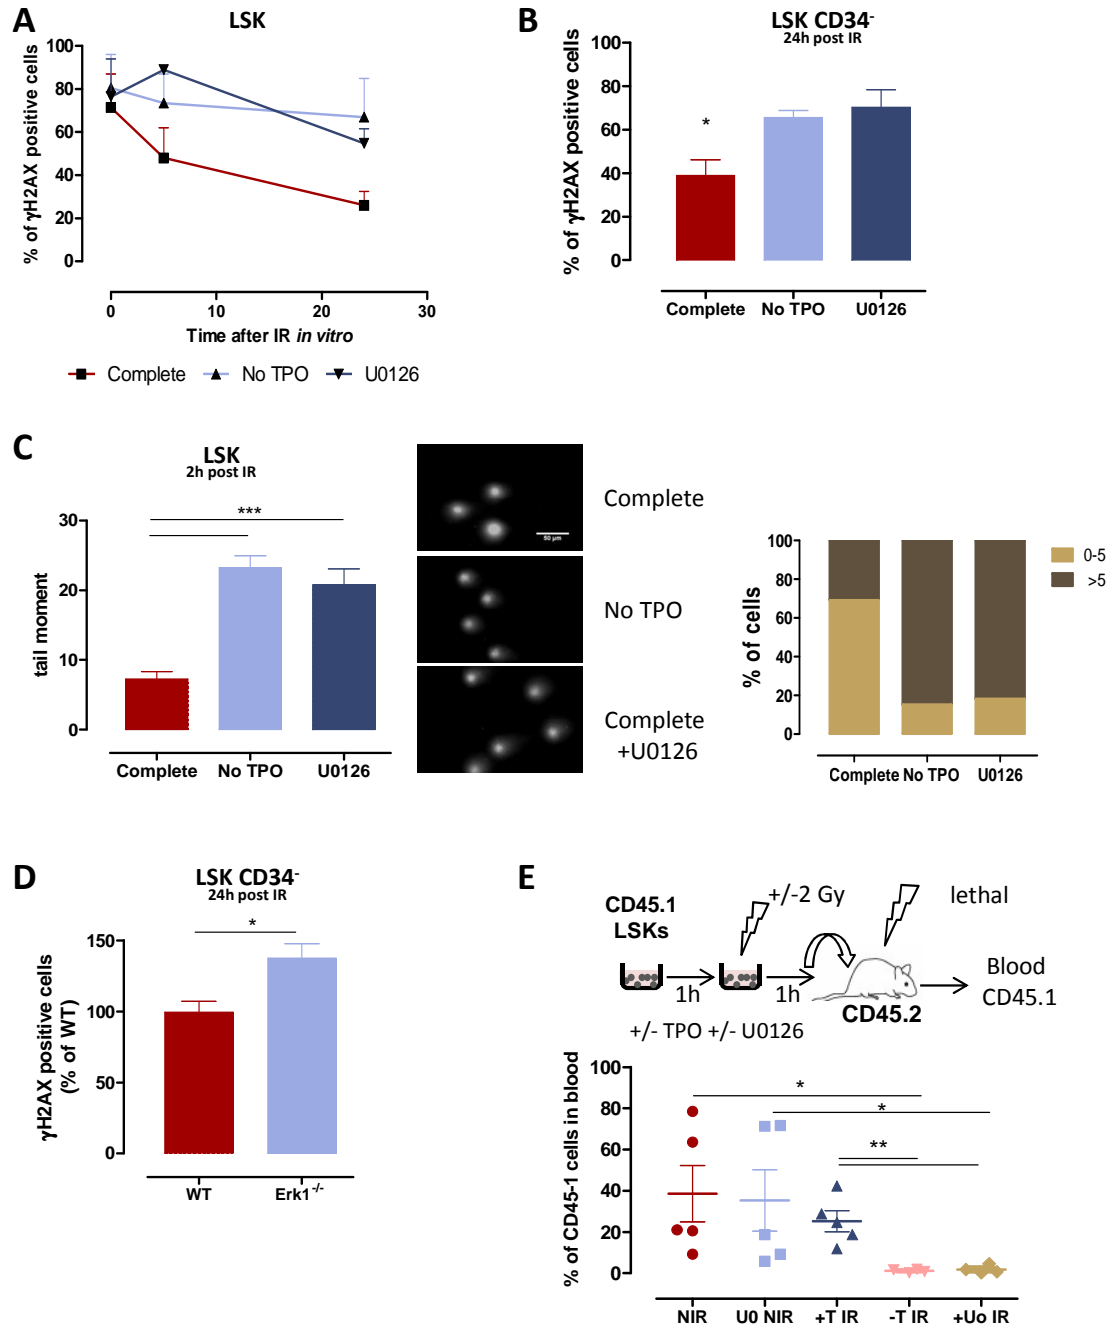 A
LSK
% of γH2AX positive cells
100
80
60
40
20
0
0
10
20
30
Time after IR in vitro
Complete
No TPO
U0126
B
LSK CD34-
24h post IR
% of γH2AX positive cells
100
80
60
40
20
0
*
Complete
No TPO
U0126
C
LSK
2h post IR
tail moment
30
20
10
0
***
Complete
No TPO
U0126
50 µm
Complete
No TPO
Complete
+U0126
% of cells
100
80
60
40
20
0
0-5
>5
Complete
No TPO
U0126
D
LSK CD34-
24h post IR
γH2AX positive cells
(% of WT)
150
100
50
0
*
WT
Erk1-/-
E
CD45.1
LSKs
+/-2 Gy
lethal
1h
1h
CD45.2
Blood
CD45.1
+/- TPO +/- U0126
% of CD45-1 cells in blood
100
80
60
40
20
0
*
*
**
NIR
U0 NIR
+T IR
-T IR
+Uo IR